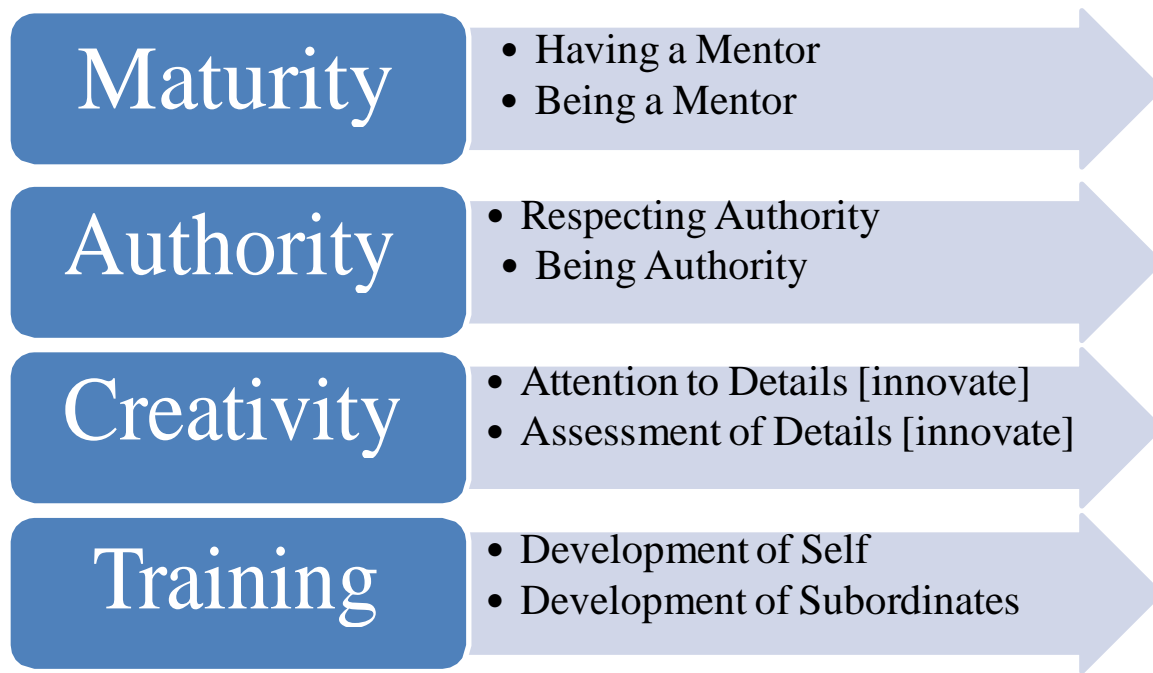 Maturity
• Having a Mentor
• Being a Mentor
Authority
• Respecting Authority
• Being Authority
Creativity
• Attention to Details [innovate]
• Assessment of Details [innovate]
Training
• Development of Self
• Development of Subordinates